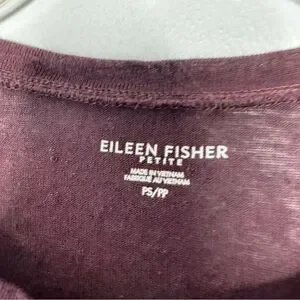 EILEEN FISHER
PETITE
MADE IN VIETNAM
FABRIQUÉ AU VIETNAM
PS/PP